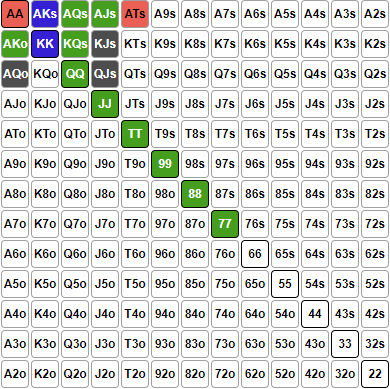 AA AKs AQs AJs ATs A9s A8s A7s A6s A5s A4s A3s A2s
AKo KK KQs KJs KTs K9s K8s K7s K6s K5s K4s K3s K2s
AQo KQo QQ QJs QTs Q9s Q8s Q7s Q6s Q5s Q4s Q3s Q2s
AJo KJo QJo JJ JTs J9s J8s J7s J6s J5s J4s J3s J2s
ATo KTo QTo JTo TT T9s T8s T7s T6s T5s T4s T3s T2s
A9o K9o Q9o J9o T9o 99 98s 97s 96s 95s 94s 93s 92s
A8o K8o Q8o J8o T8o 98o 88 87s 86s 85s 84s 83s 82s
A7o K7o Q7o J7o T7o 97o 87o 77 76s 75s 74s 73s 72s
A6o K6o Q6o J6o T6o 96o 86o 76o 66 65s 64s 63s 62s
A5o K5o Q5o J5o T5o 95o 85o 75o 65o 55 54s 53s 52s
A4o K4o Q4o J4o T4o 94o 84o 74o 64o 54o 44 43s 42s
A3o K3o Q3o J3o T3o 93o 83o 73o 63o 53o 43o 33 32s
A2o K2o Q2o J2o T2o 92o 82o 72o 62o 52o 42o 32o 22